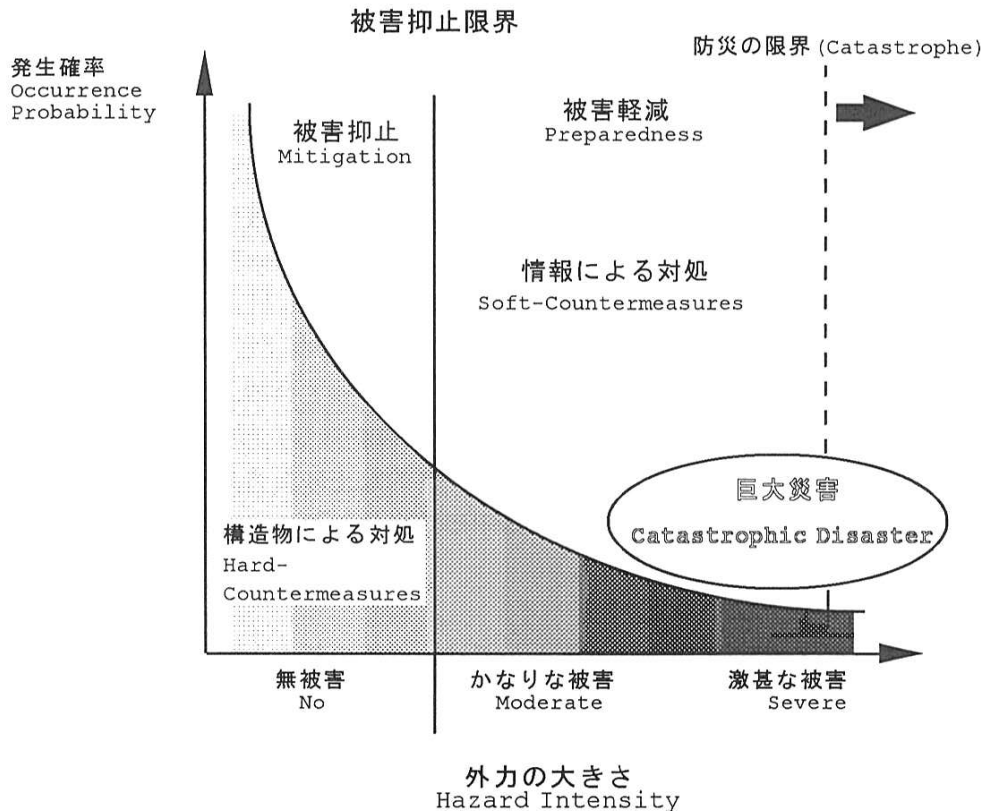 被害抑止限界
防災の限界 (Catastrophe)
発生確率
Occurrence
Probability
被害抑止
Mitigation
被害軽減
Preparedness
情報による対処
Soft-Countermeasures
巨大災害
Catastrophic Disaster
構造物による対処
Hard-
Countermeasures
無被害
No
かなりな被害
Moderate
激甚な被害
Severe
外力の大きさ
Hazard Intensity